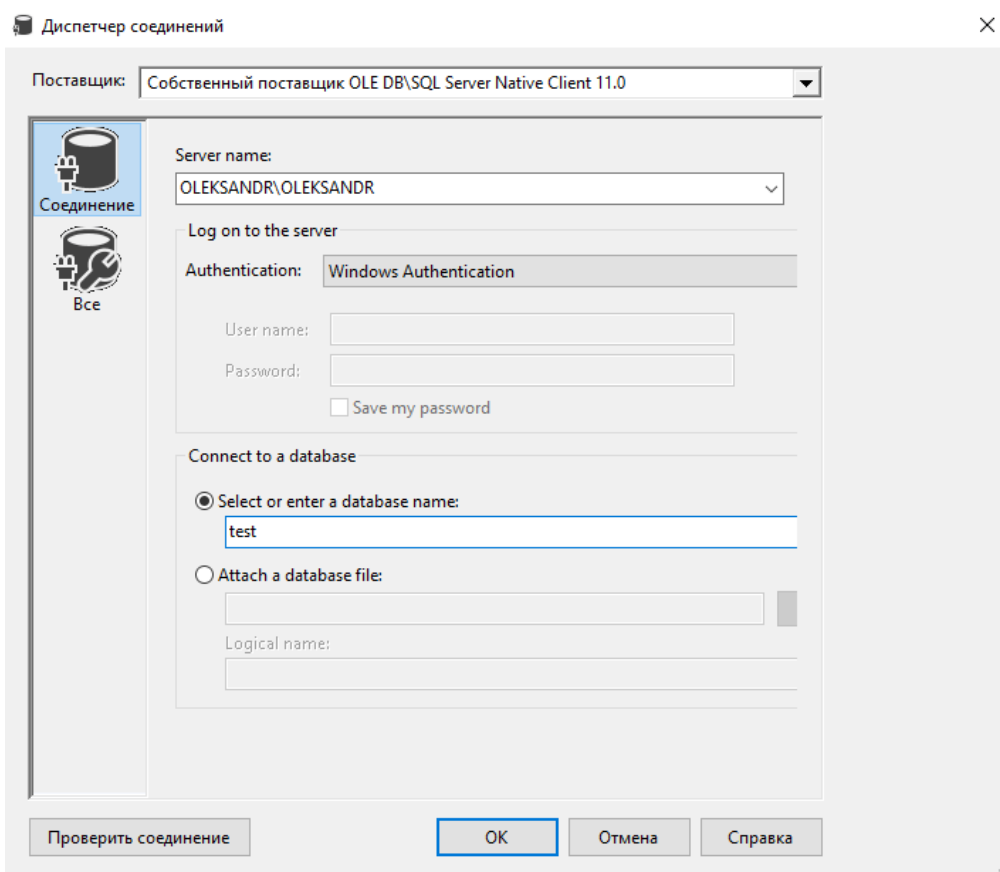 Диспетчер соединений
Поставщик: Собственный поставщик OLE DB\SQL Server Native Client 11.0
Соединение
Все
Server name:
OLEKSANDR\OLEKSANDR
Log on to the server
Authentication: Windows Authentication
User name:
Password:
Save my password
Connect to a database
Select or enter a database name:
test
Attach a database file:
Logical name:
Проверить соединение ОК Отмена Справка